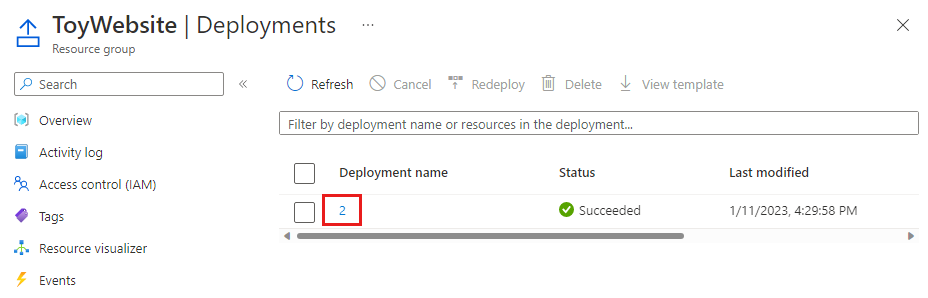 ToyWebsite | Deployments ...
Resource group
Search
Overview
Activity log
Access control (IAM)
Tags
Resource visualizer
Events
Refresh Cancel Redeploy Delete View template
Filter by deployment name or resources in the deployment...
Deployment name Status Last modified
2 Succeeded 1/11/2023, 4:29:58 PM